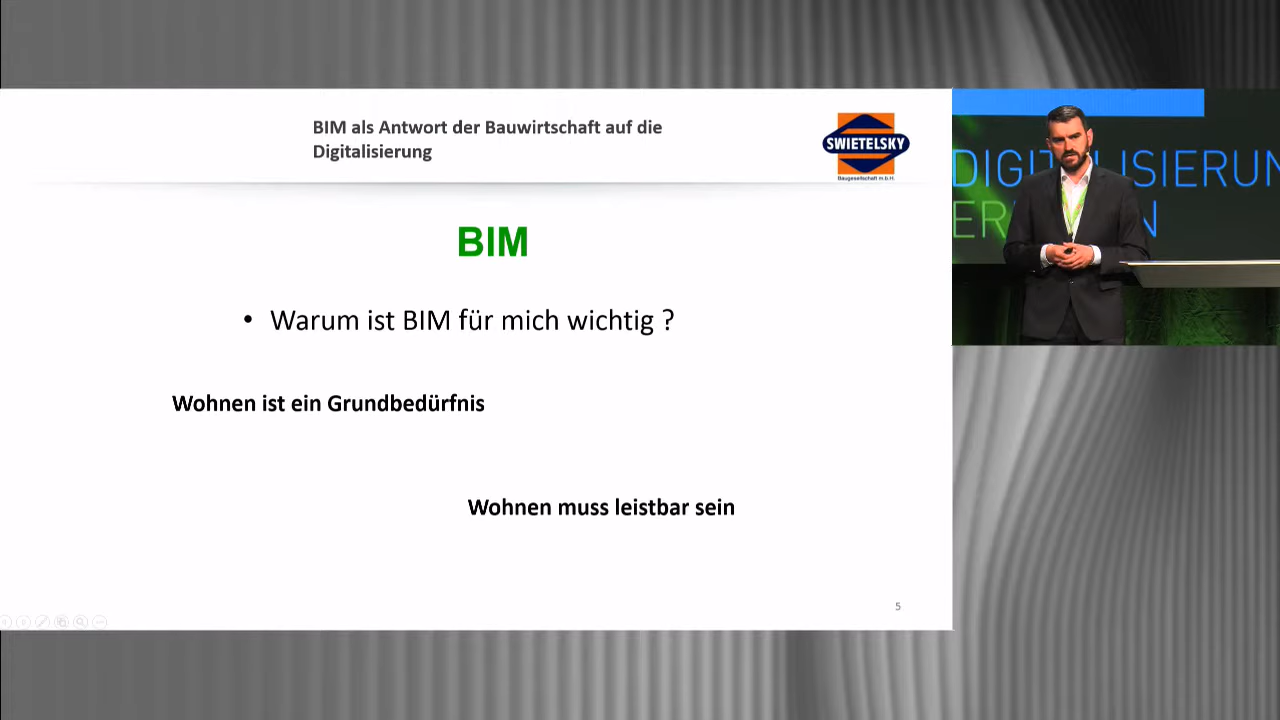 BIM als Antwort der Bauwirtschaft auf die
Digitalisierung
SWIETELSKY
Baugesellschaft m.b.H.
BIM
• Warum ist BIM für mich wichtig ?
Wohnen ist ein Grundbedürfnis
Wohnen muss leistbar sein
5